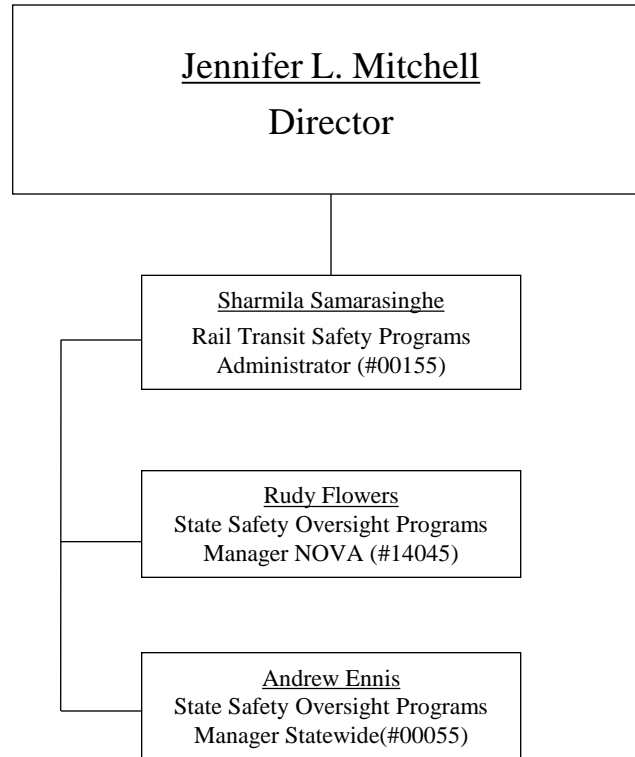 Jennifer L. Mitchell
Director
Sharmila Samarasinghe
Rail Transit Safety Programs
Administrator (#00155)
Rudy Flowers
State Safety Oversight Programs
Manager NOVA (#14045)
Andrew Ennis
State Safety Oversight Programs
Manager Statewide(#00055)